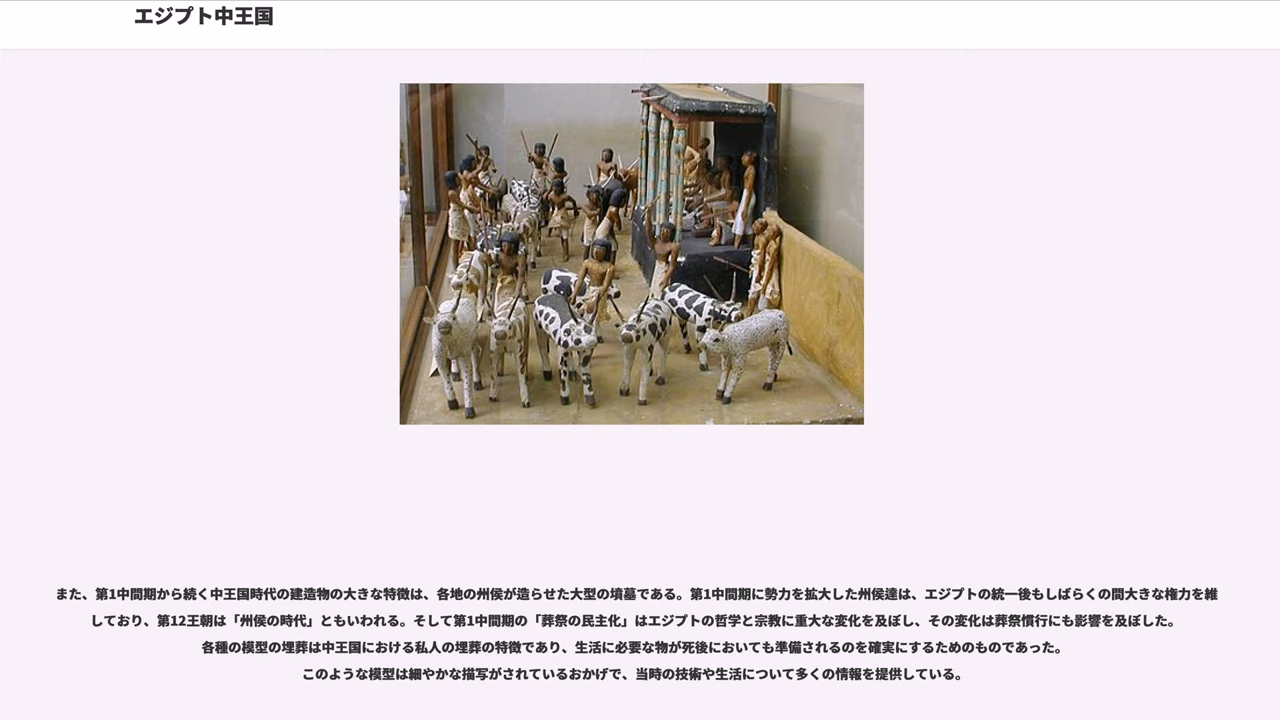 エジプト中王国
また、第1中間期から続く中王国時代の建造物の大きな特徴は、各地の州侯が造らせた大型の墳墓である。第1中間期に勢力を拡大した州侯達は、エジプトの統一後もしばらくの間大きな権力を維
しており、第12王朝は「州侯の時代」ともいわれる。そして第1中間期の「葬祭の民主化」はエジプトの哲学と宗教に重大な変化を及ぼし、その変化は葬祭慣行にも影響を及ぼした。
各種の模型の埋葬は中王国における私人の埋葬の特徴であり、生活に必要な物が死後においても準備されるのを確実にするためのものであった。
このような模型は細やかな描写がされているおかげで、当時の技術や生活について多くの情報を提供している。